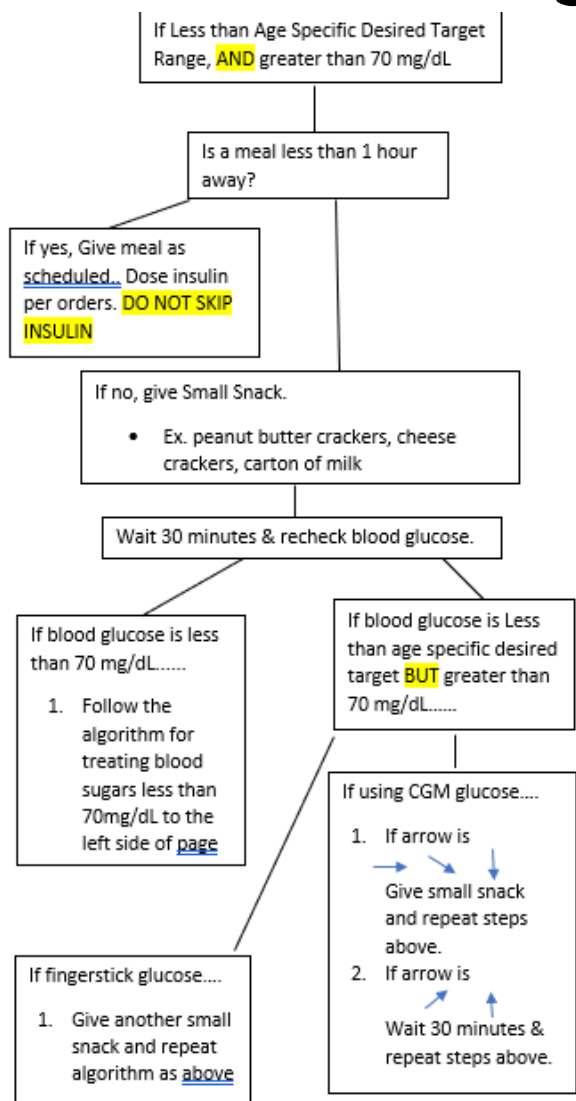 If Less than Age Specific Desired Target
Range, AND greater than 70 mg/dL
Is a meal less than 1 hour
away?
If yes, Give meal as
scheduled.. Dose insulin
per orders. DO NOT SKIP
INSULIN
If no, give Small Snack.
• Ex. peanut butter crackers, cheese
crackers, carton of milk
Wait 30 minutes & recheck blood glucose.
If blood glucose is less
than 70 mg/dL......
1. Follow the
algorithm for
treating blood
sugars less than
70mg/dL to the
left side of page
If blood glucose is Less
than age specific desired
target BUT greater than
70 mg/dL......
If using CGM glucose....
1. If arrow is
→ ↘ ↓
Give small snack
and repeat steps
above.
2. If arrow is
↗ ↑
Wait 30 minutes &
repeat steps above.
If fingerstick glucose....
1. Give another small
snack and repeat
algorithm as above